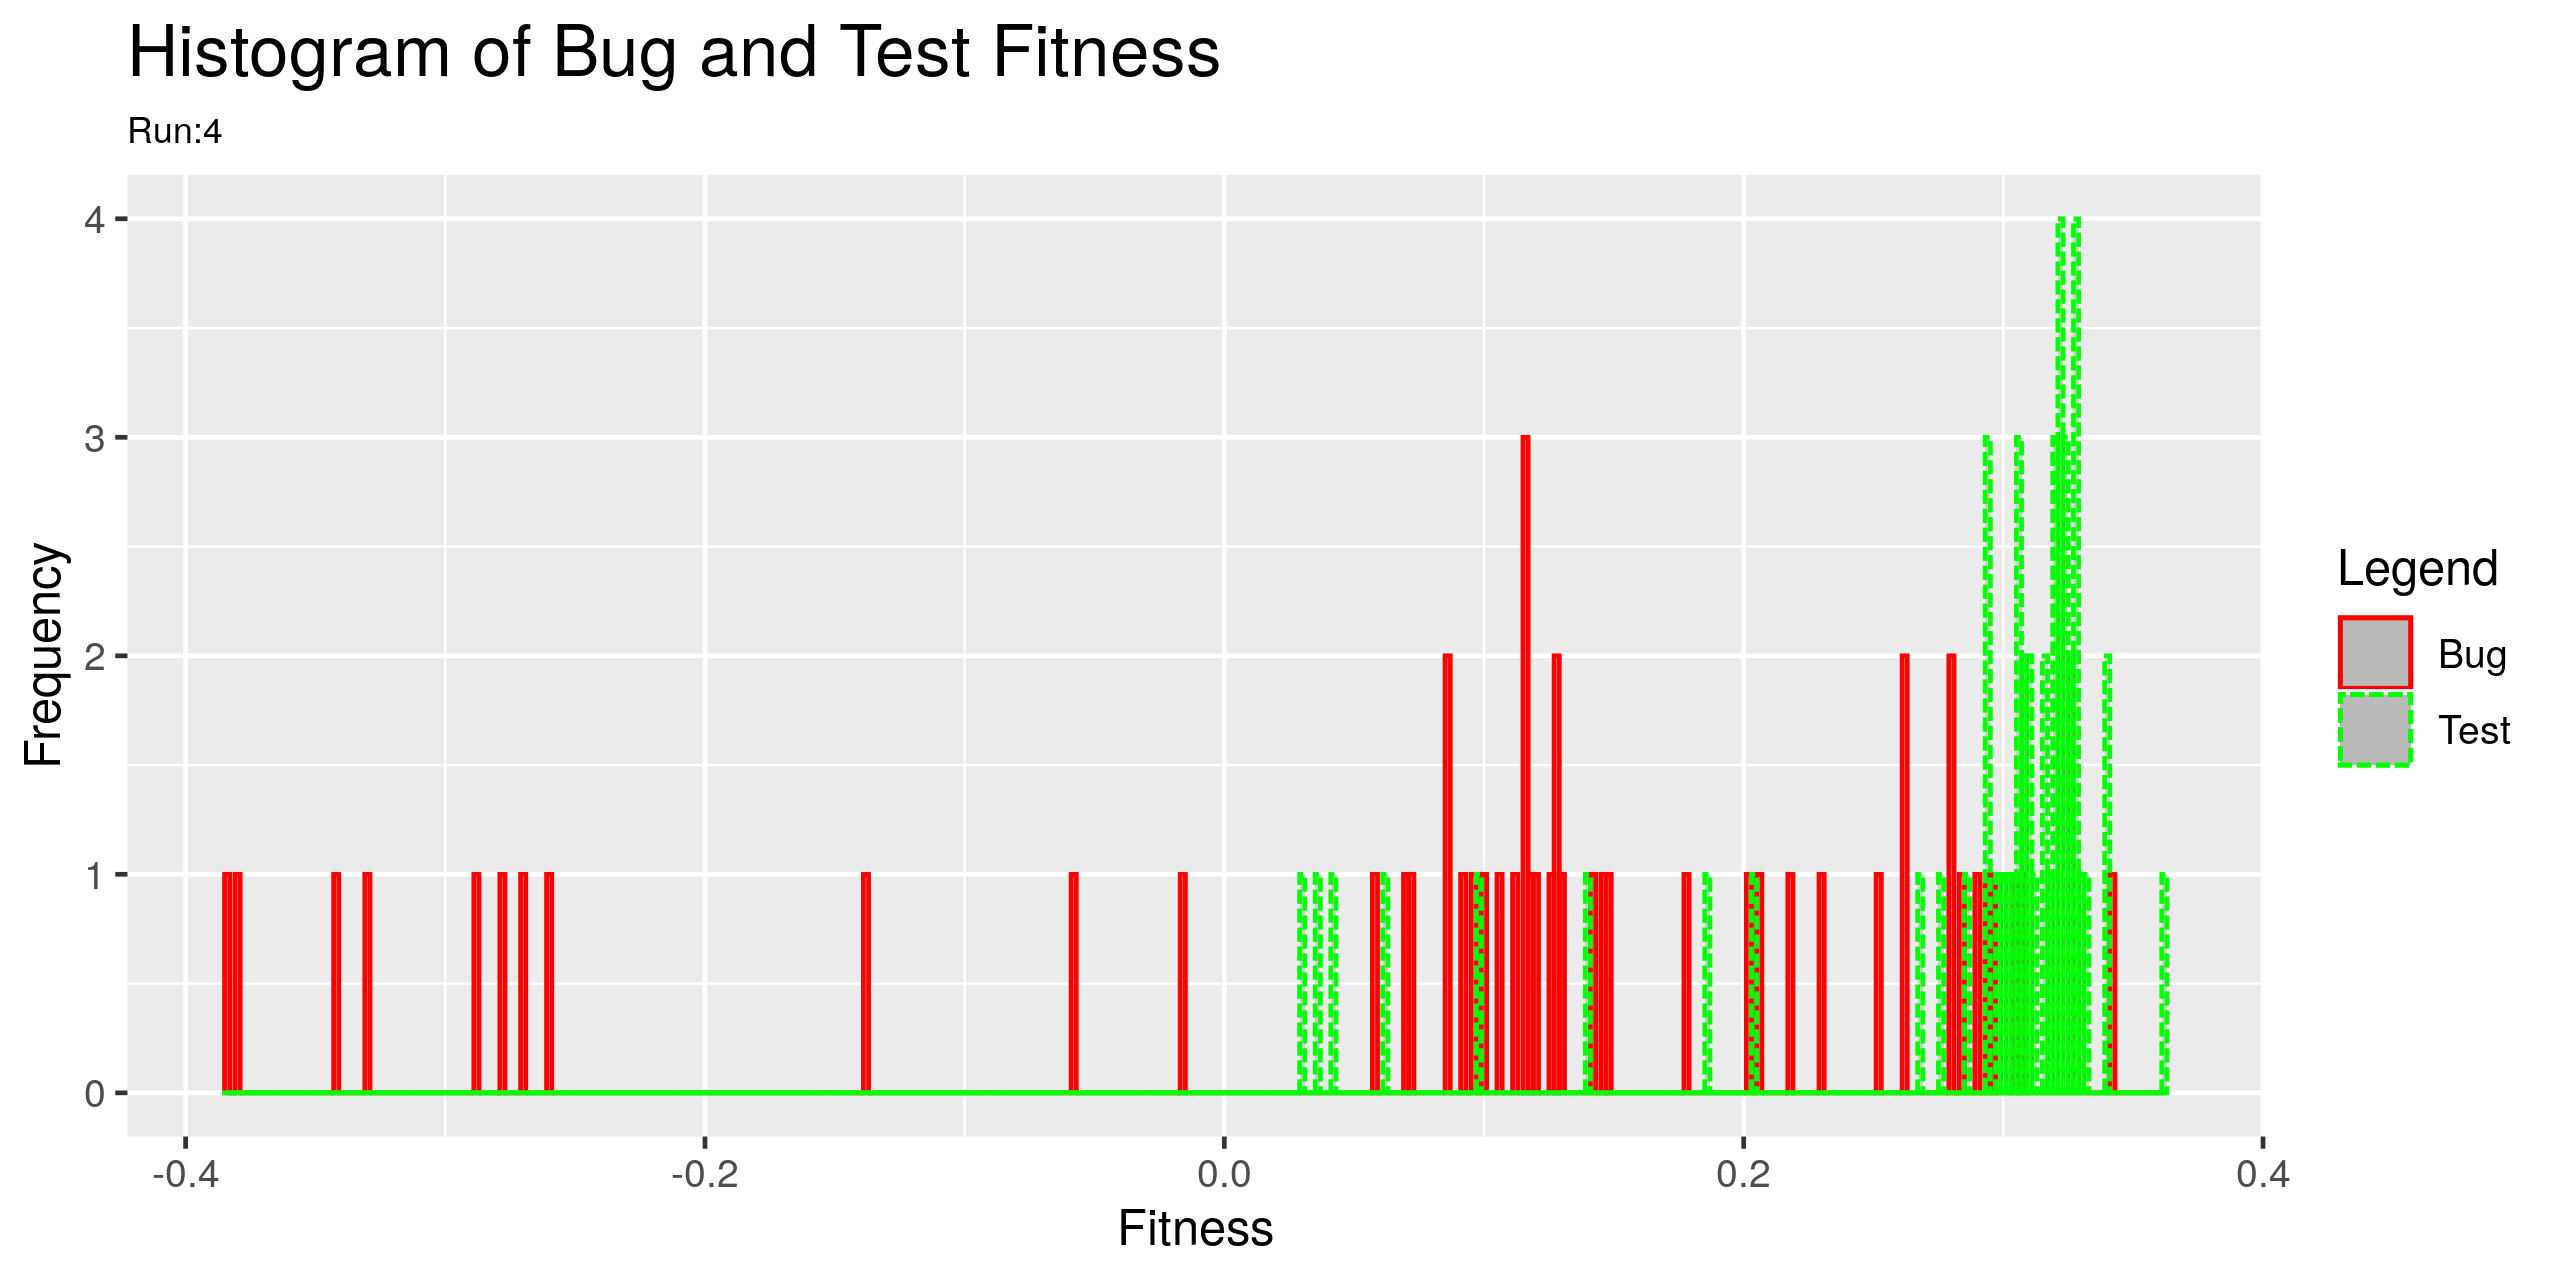 Histogram of Bug and Test Fitness
Run:4
Frequency
4
3
2
1
0
-0.4 -0.2 0.0 0.2 0.4
Fitness
Legend
Bug
Test